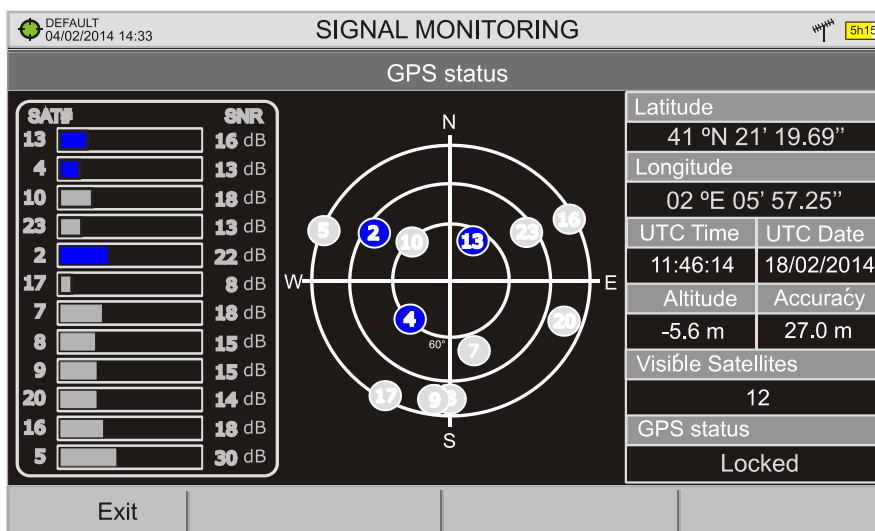 DEFAULT
04/02/2014 14:33
SIGNAL MONITORING
GPS status
SAT# SNR
13 16 dB
4 13 dB
10 18 dB
23 13 dB
2 22 dB
17 8 dB
7 18 dB
8 15 dB
9 15 dB
20 14 dB
16 18 dB
5 30 dB
N
16
5
2
10
13
23
W
E
4
20
60°
7
17
9
8
S
Latitude
41 ºN 21’ 19.69’’
Longitude
02 ºE 05’ 57.25’’
UTC Time UTC Date
11:46:14 18/02/2014
Altitude Accuraćy
-5.6 m 27.0 m
Visible Satellites
12
GPS status
Locked
Exit